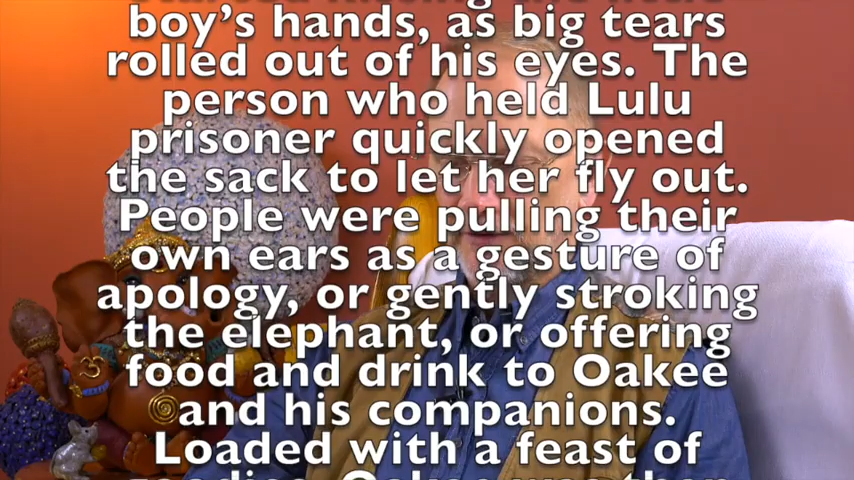 boy's hands, as big tears
rolled out of his eyes. The
person who held Lulu
prisoner quickly opened
the sack to let her fly out.
People were pulling their
own ears as a gesture of
apology, or gently stroking
the elephant, or offering
food and drink to Oakee
and his companions.
Loaded with a feast of